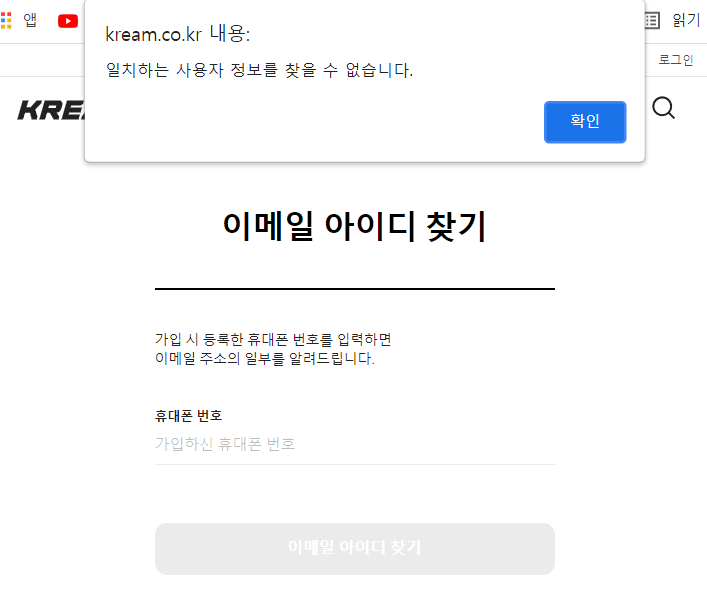 앱
읽기
kream.co.kr 내용:
일치하는 사용자 정보를 찾을 수 없습니다.
확인
로그인
KREA
이메일 아이디 찾기
가입 시 등록한 휴대폰 번호를 입력하면
이메일 주소의 일부를 알려드립니다.
휴대폰 번호
가입하신 휴대폰 번호
이메일 아이디 찾기